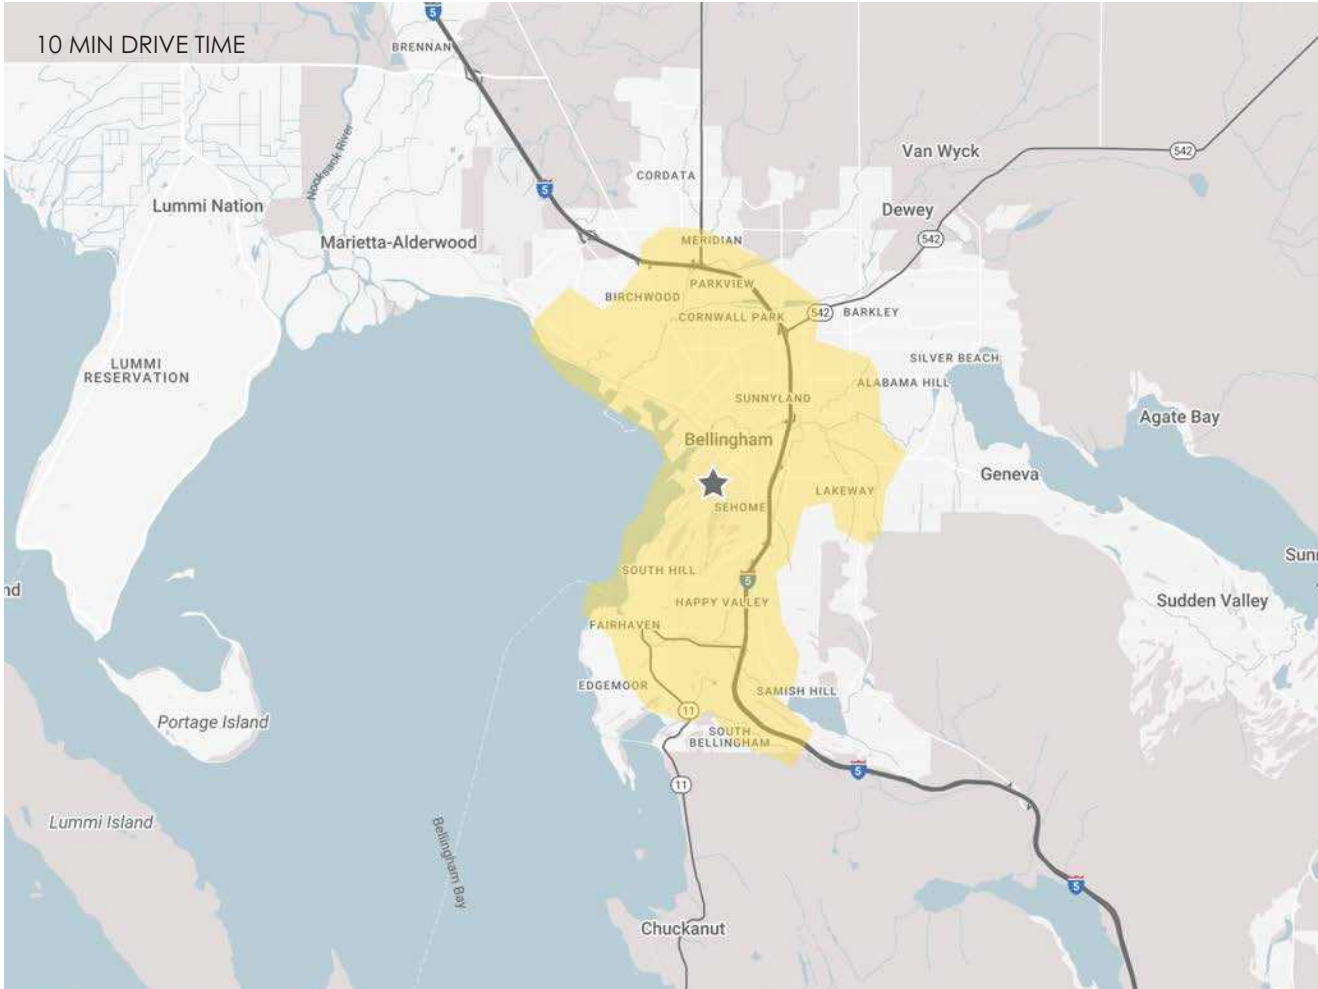 5
10 MIN DRIVE TIME
BRENNAN
Van Wyck
542
Nooksack River
CORDATA
5
Lummi Nation
Dewey
Marietta-Alderwood
MERIDIAN
542
PARKVIEW
BIRCHWOOD
CORNWALL PARK
542
BARKLEY
LUMMI
RESERVATION
SILVER BEACH
ALABAMA HILL
SUNNYLAND
Agate Bay
Bellingham
Geneva
LAKEWAY
SEHOME
SOUTH HILL
5
HAPPY VALLEY
Sudden Valley
FAIRHAVEN
EDGEMOOR
SAMISH HILL
11
Portage Island
SOUTH
BELLINGHAM
5
11
Lummi Island
Bellingham Bay
5
Chuckanut